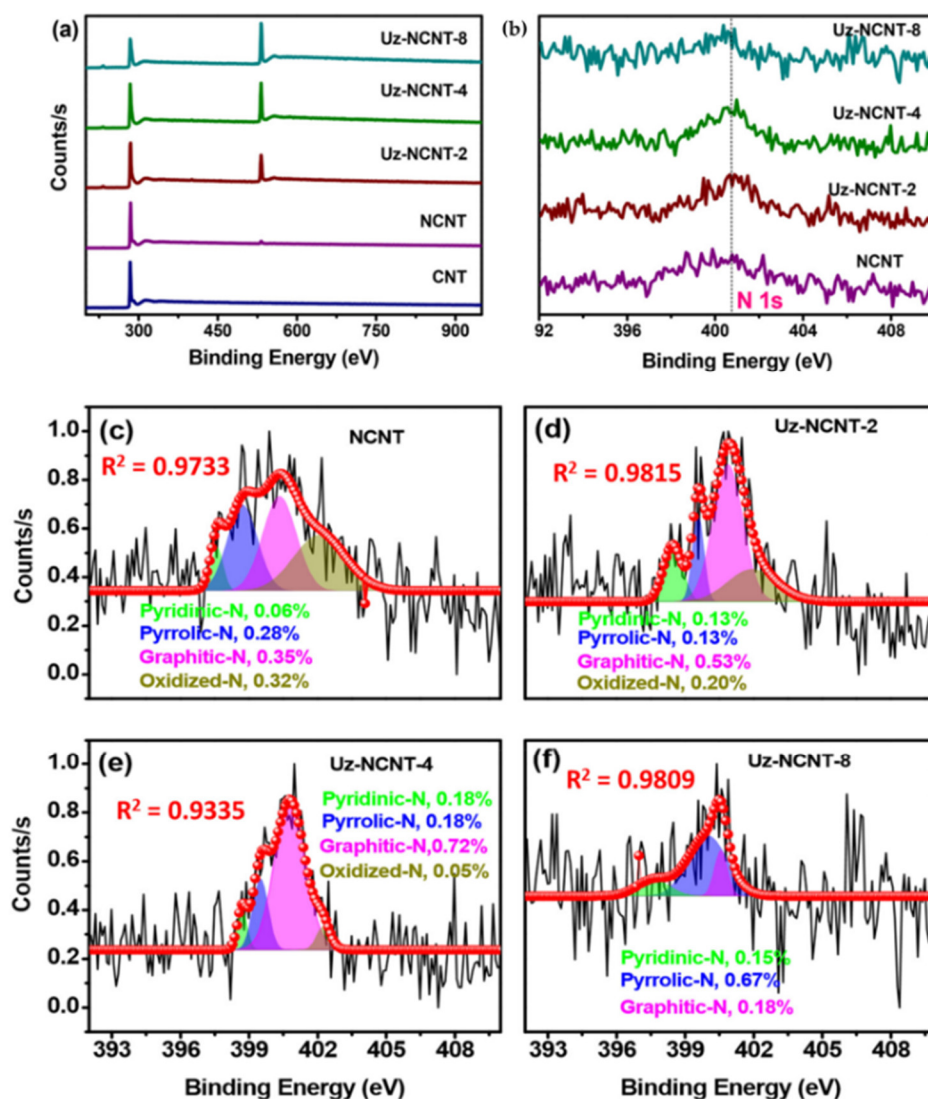 (a)
Uz-NCNT-8
Uz-NCNT-4
Uz-NCNT-2
NCNT
CNT
Counts/s
300 450 600 750 900
Binding Energy (eV)
(b)
Uz-NCNT-8
Uz-NCNT-4
Uz-NCNT-2
NCNT
N 1s
92 396 400 404 408
Binding Energy (eV)
(c)
NCNT
R² = 0.9733
Pyridinic-N, 0.06%
Pyrrolic-N, 0.28%
Graphitic-N, 0.35%
Oxidized-N, 0.32%
1.0
0.8
0.6
0.4
0.2
0.0
Counts/s
(d)
Uz-NCNT-2
R² = 0.9815
Pyridinic-N, 0.13%
Pyrrolic-N, 0.13%
Graphitic-N, 0.53%
Oxidized-N, 0.20%
(e)
Uz-NCNT-4
R² = 0.9335
Pyridinic-N, 0.18%
Pyrrolic-N, 0.18%
Graphitic-N,0.72%
Oxidized-N, 0.05%
1.0
0.8
0.6
0.4
0.2
0.0
Counts/s
393 396 399 402 405 408
Binding Energy (eV)
(f)
Uz-NCNT-8
R² = 0.9809
Pyridinic-N, 0.15%
Pyrrolic-N, 0.67%
Graphitic-N, 0.18%
393 396 399 402 405 408
Binding Energy (eV)